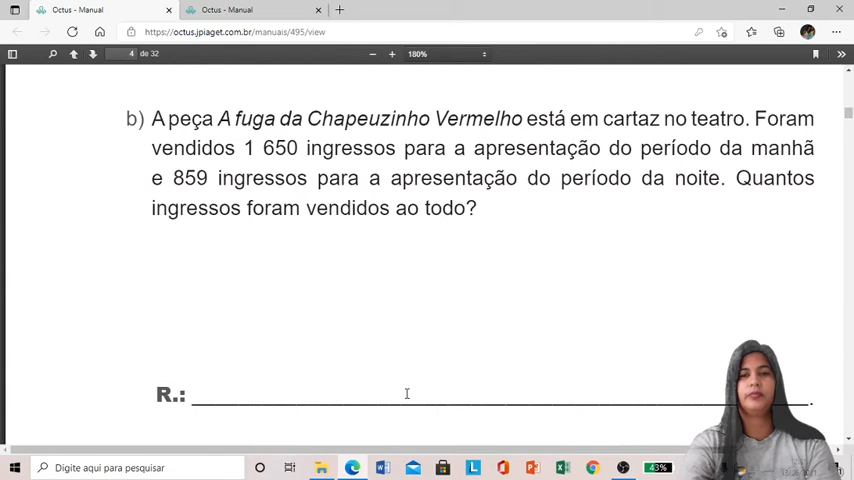 Octus - Manual
Octus - Manual
https://octus.jpiaget.com.br/manuais/495/view
4 de 32
180%
b) A peça A fuga da Chapeuzinho Vermelho está em cartaz no teatro. Foram
vendidos 1 650 ingressos para a apresentação do período da manhã
e 859 ingressos para a apresentação do período da noite. Quantos
ingressos foram vendidos ao todo?
R.: ________________________________________________.
Digite aqui para pesquisar
43%